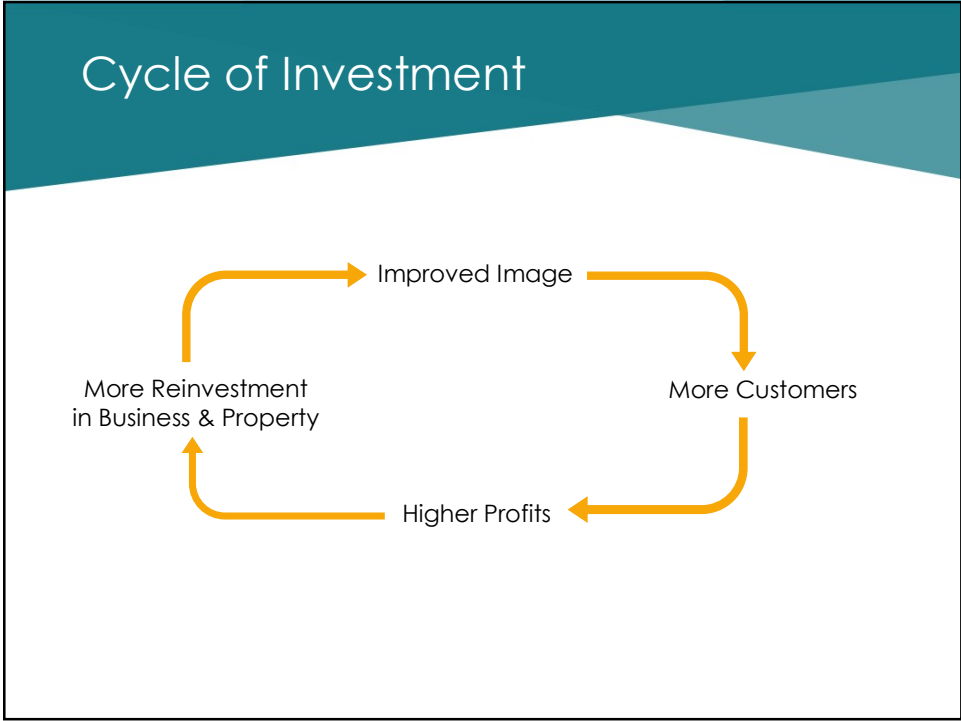 Cycle of Investment
Improved Image
More Customers
Higher Profits
More Reinvestment
in Business & Property